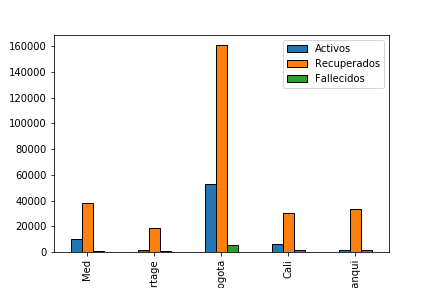 160000
140000
120000
100000
80000
60000
40000
20000
0
Activos
Recuperados
Fallecidos
Med
rtage
ogota
Cali
anqui